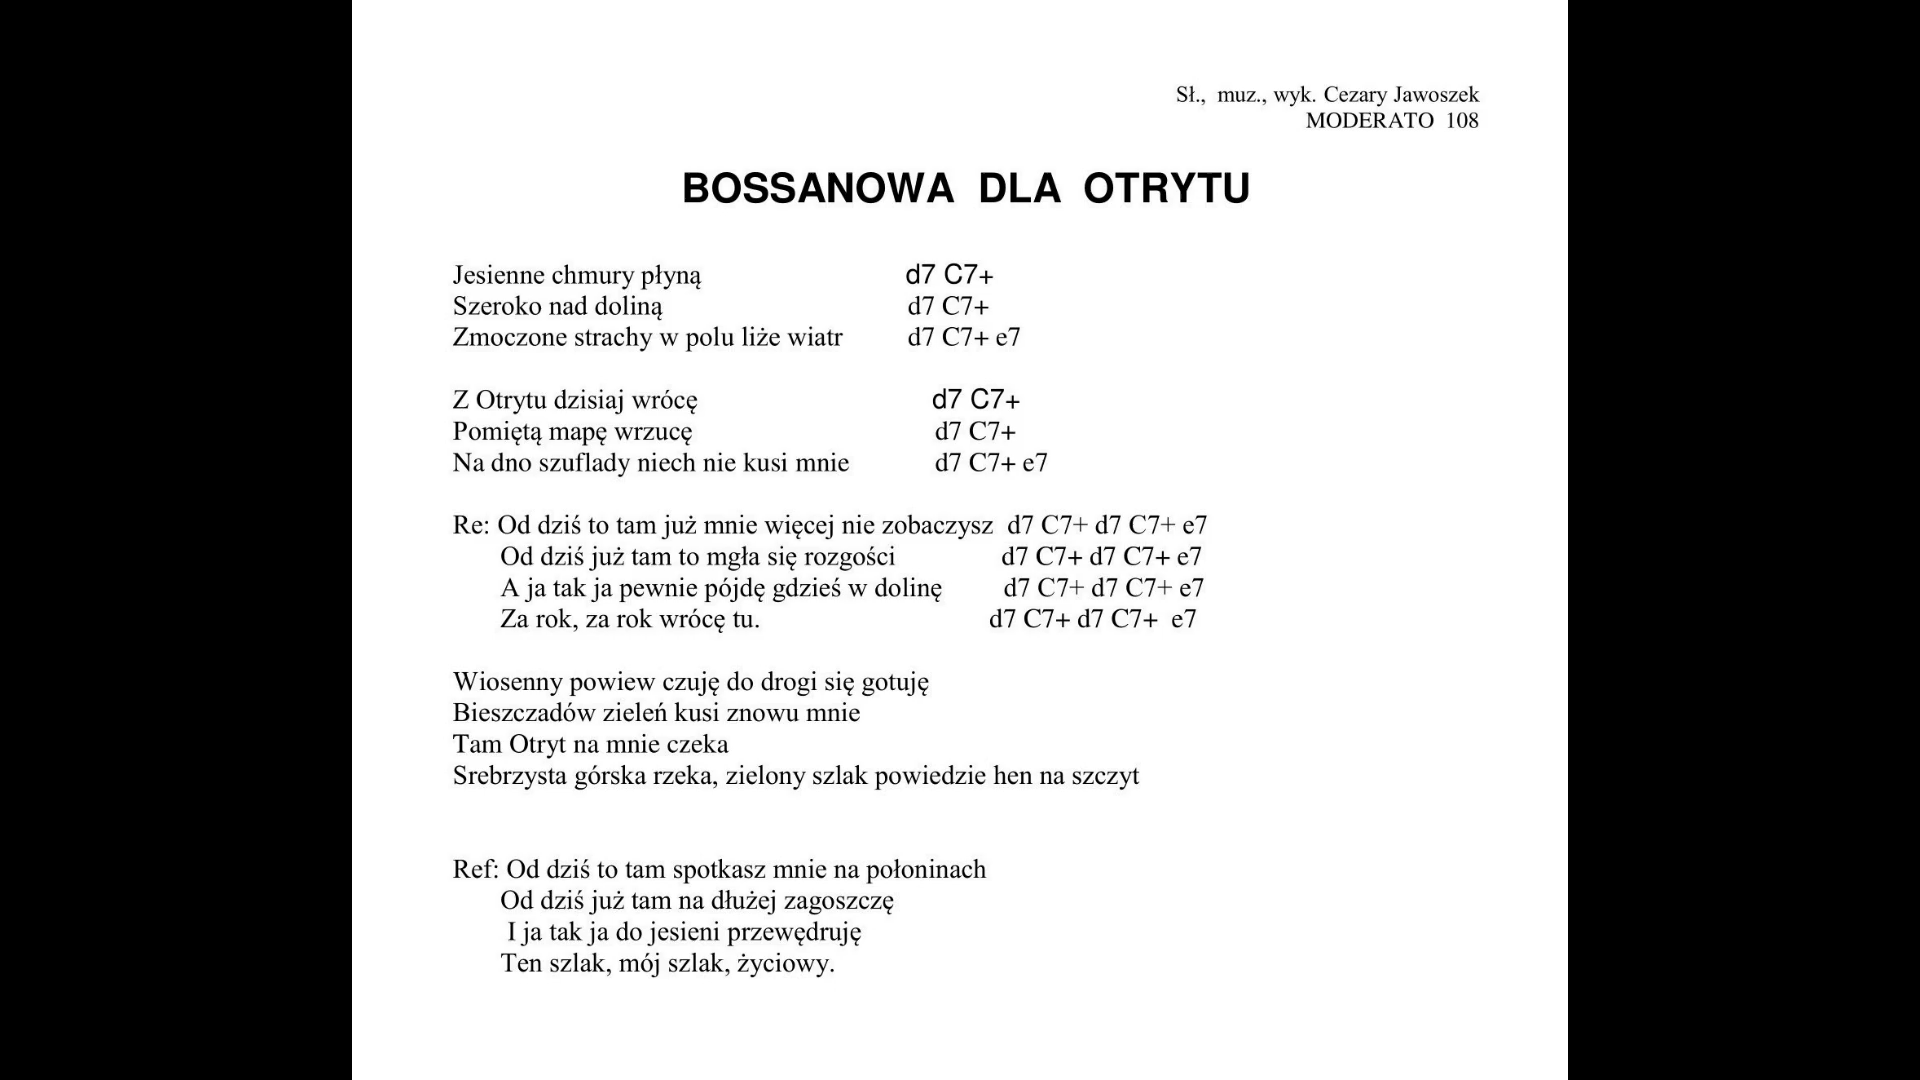 Sł., muz., wyk. Cezary Jawoszek
MODERATO 108
BOSSANOWA DLA OTRYTU
Jesienne chmury płyną d7 C7+
Szeroko nad doliną d7 C7+
Zmoczone strachy w polu liże wiatr d7 C7+ e7
Z Otrytu dzisiaj wrócę d7 C7+
Pomiętą mapę wrzucę d7 C7+
Na dno szuflady niech nie kusi mnie d7 C7+ e7
Re: Od dziś to tam już mnie więcej nie zobaczysz d7 C7+ d7 C7+ e7
Od dziś już tam to mgła się rozgości d7 C7+ d7 C7+ e7
A ja tak ja pewnie pójdę gdzieś w dolinę d7 C7+ d7 C7+ e7
Za rok, za rok wrócę tu. d7 C7+ d7 C7+ e7
Wiosenny powiew czuję do drogi się gotuję
Bieszczadów zieleń kusi znowu mnie
Tam Otryt na mnie czeka
Srebrzysta górska rzeka, zielony szlak powiedzie hen na szczyt
Ref: Od dziś to tam spotkasz mnie na połoninach
Od dziś już tam na dłużej zagoszczę
I ja tak ja do jesieni przewędruję
Ten szlak, mój szlak, życiowy.